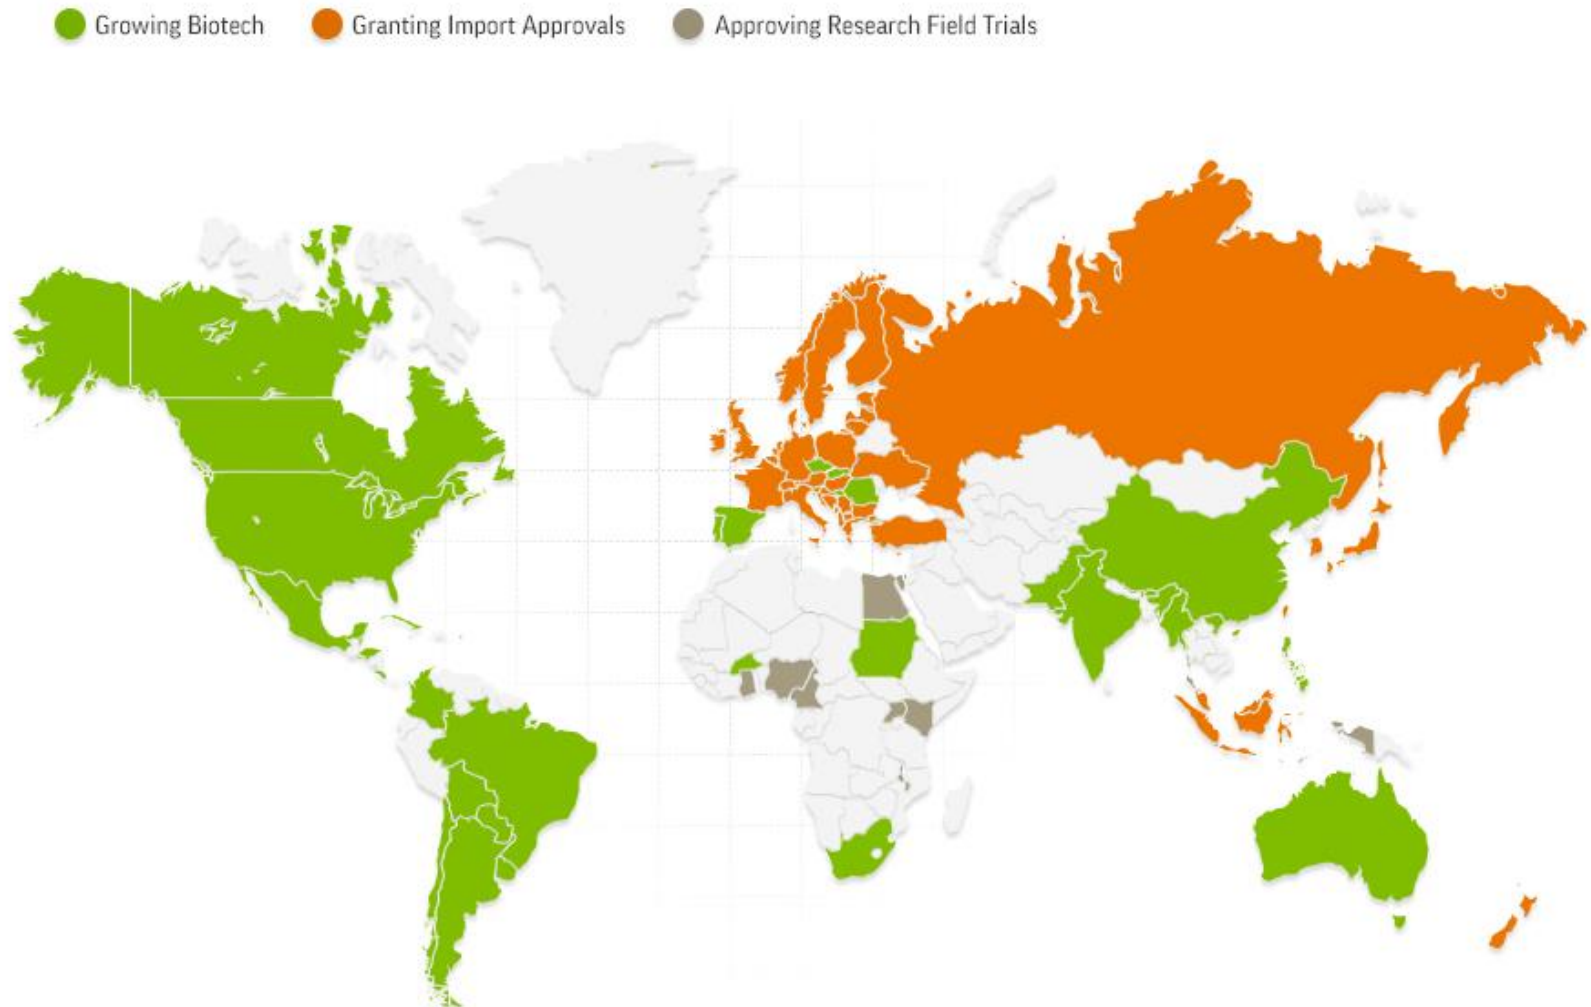 Growing Biotech
Granting Import Approvals
Approving Research Field Trials